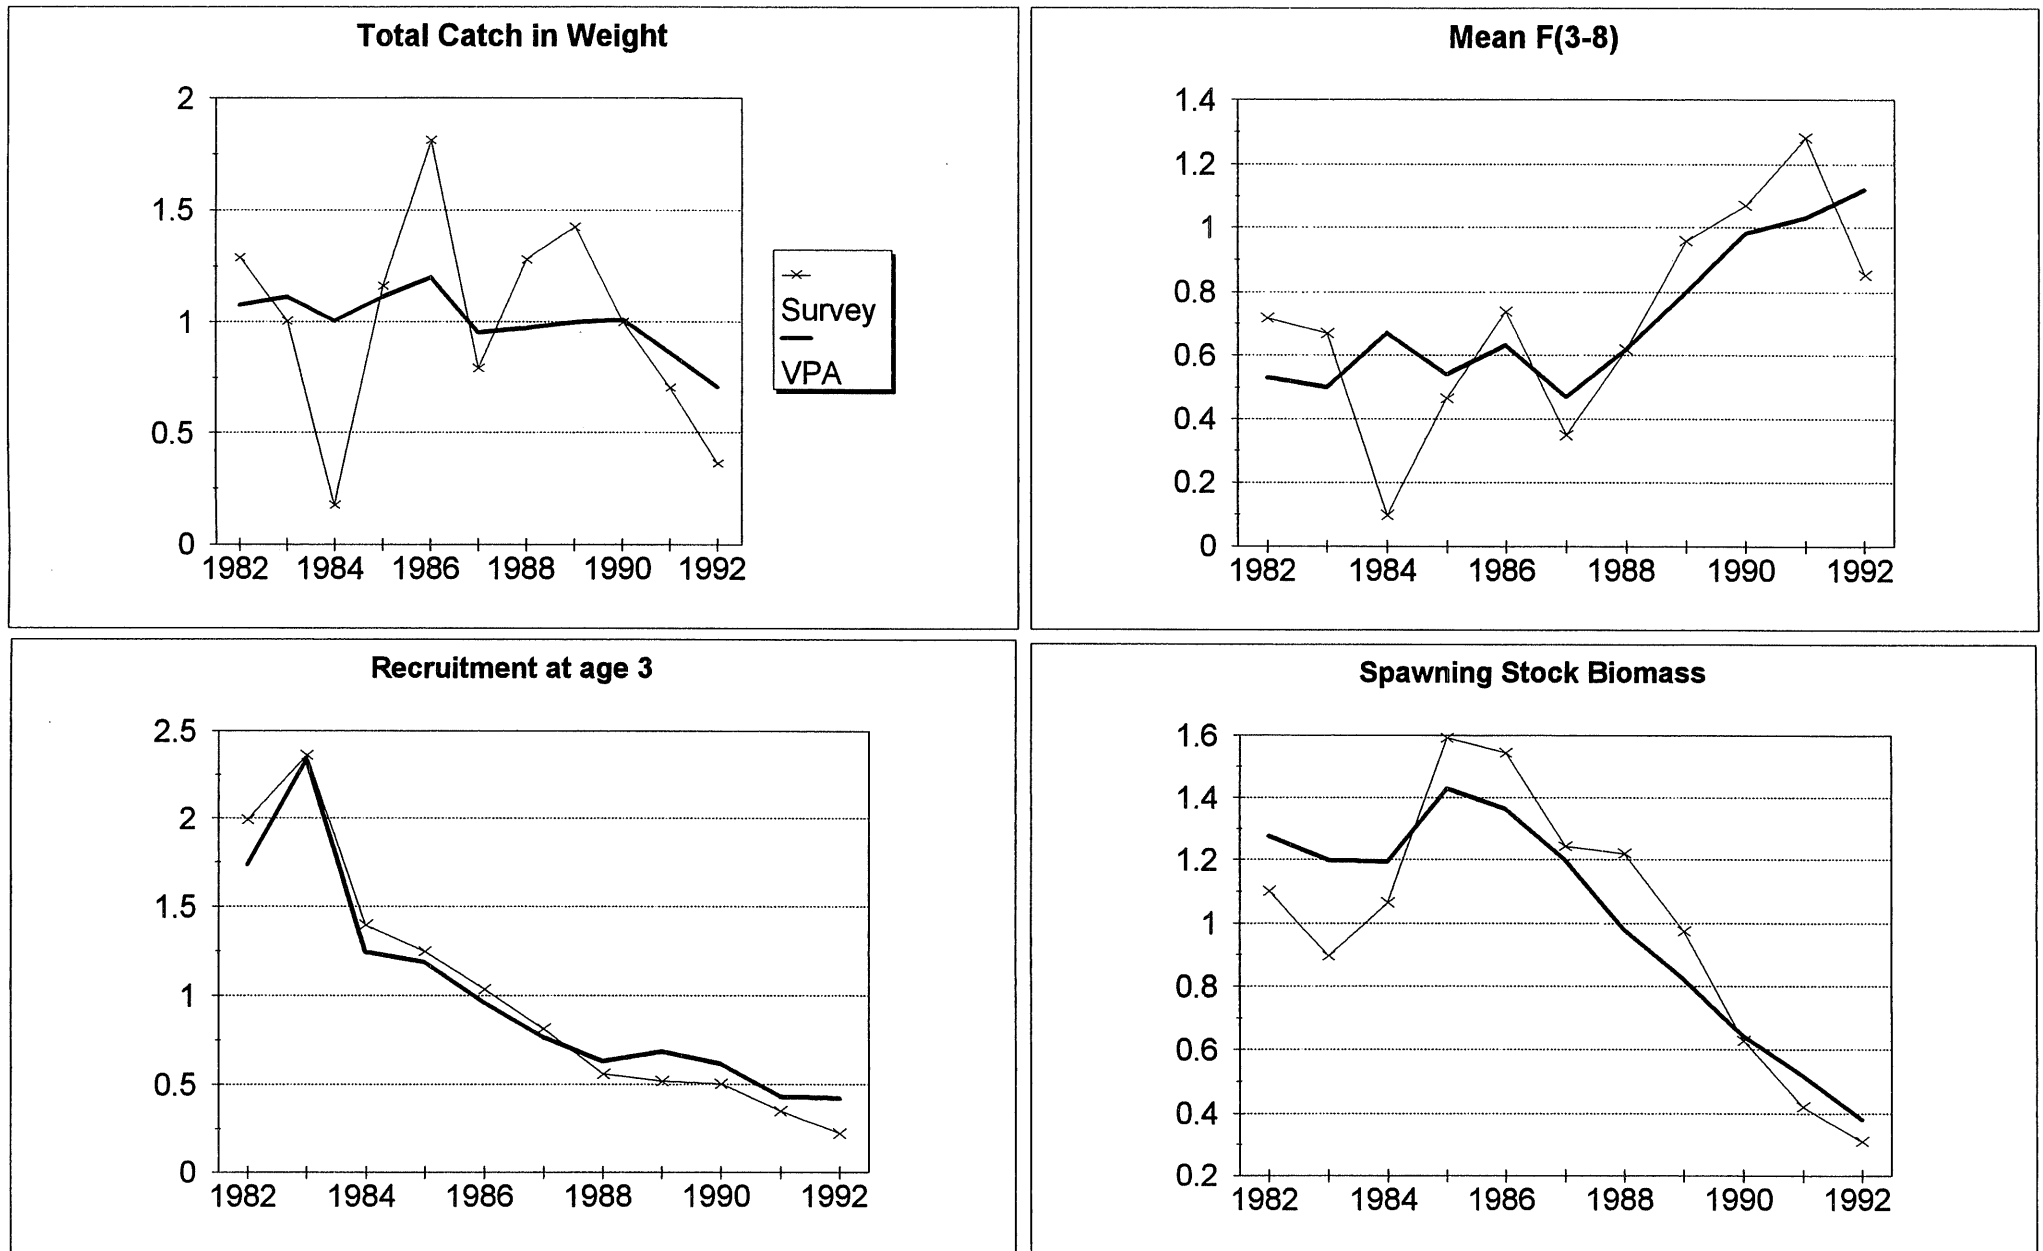 Total Catch in Weight
2
1.5
1
0.5
0
1982 1984 1986 1988 1990 1992
Survey
VPA
Mean F(3-8)
1.4
1.2
1
0.8
0.6
0.4
0.2
0
1982 1984 1986 1988 1990 1992
Recruitment at age 3
2.5
2
1.5
1
0.5
0
1982 1984 1986 1988 1990 1992
Spawning Stock Biomass
1.6
1.4
1.2
1
0.8
0.6
0.4
0.2
1982 1984 1986 1988 1990 1992